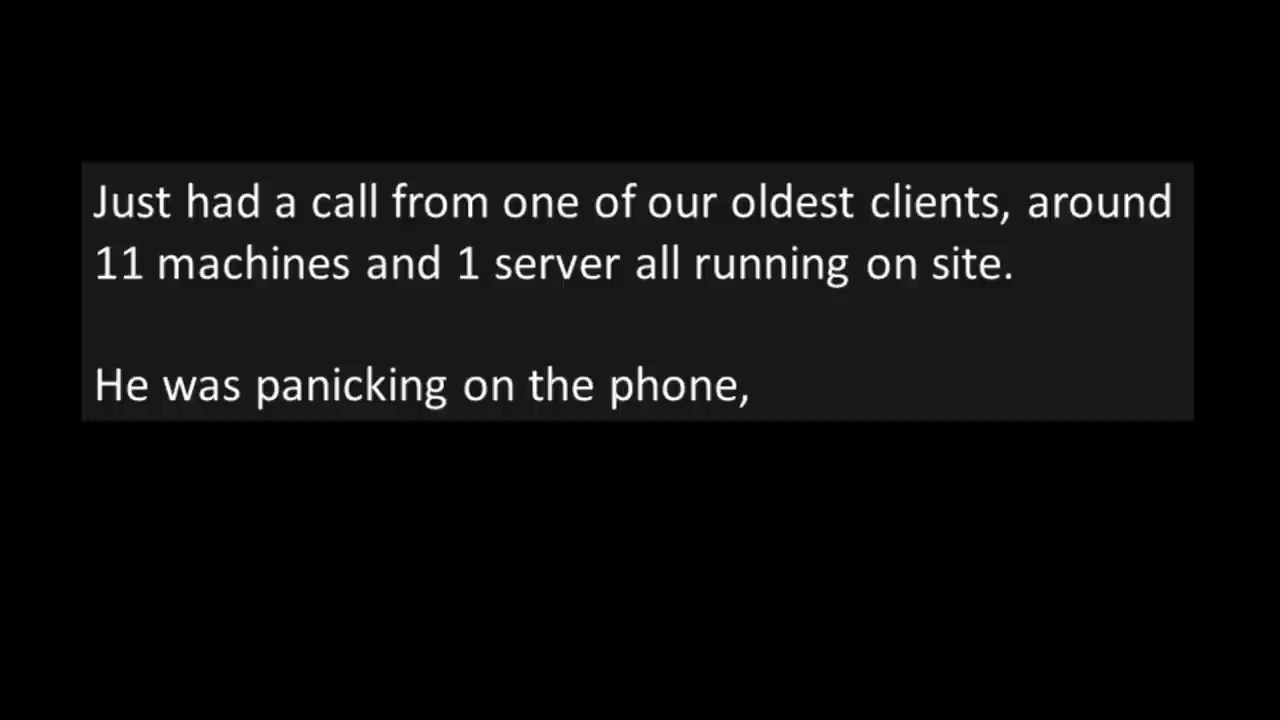 Just had a call from one of our oldest clients, around
11 machines and 1 server all running on site.
He was panicking on the phone,